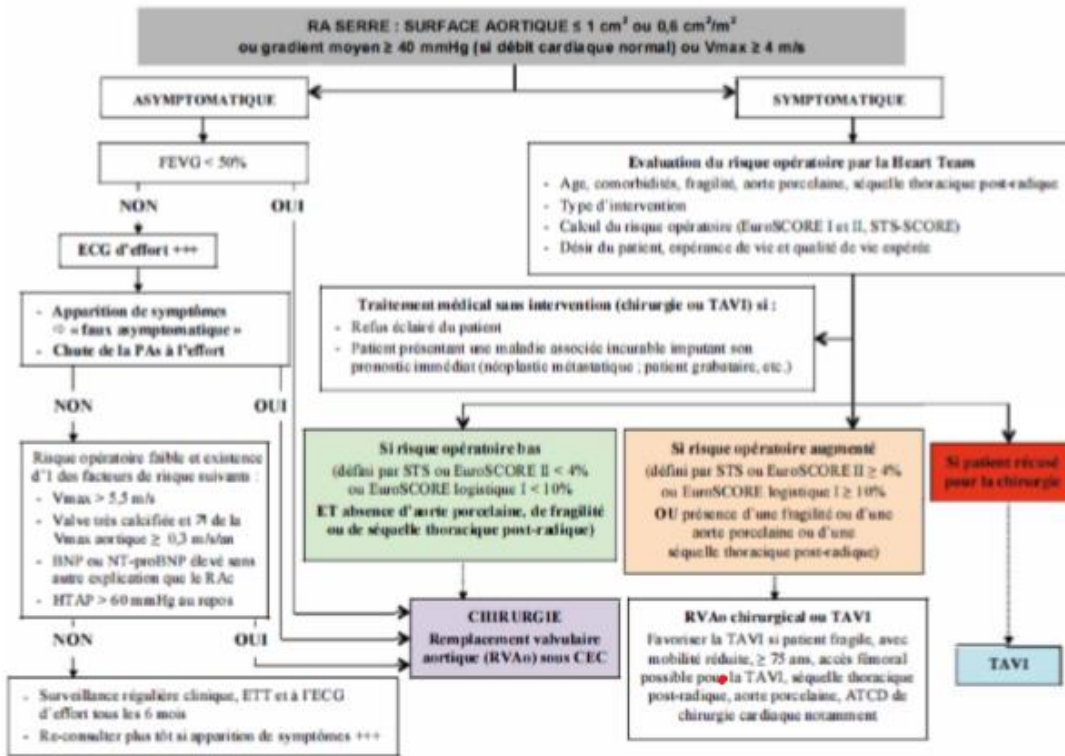 RA SERRE : SURFACE AORTIQUE ≤ 1 cm² ou 0,6 cm²/m²
ou gradient moyen ≥ 40 mmHg (si débit cardiaque normal) ou Vmax ≥ 4 m/s
ASYMPTOMATIQUE
FEVG < 50%
NON
OUI
ECG d'effort +++
- Apparition de symptômes
⇨ « faux asymptomatique »
- Chute de la PAs à l'effort
NON
OUI
Risque opératoire faible et existence
d'1 des facteurs de risque suivants :
- Vmax > 5,5 m/s
- Valve très calcifiée et ↗ de la
Vmax aortique ≥ 0,3 m/s/an
- BNP ou NT-proBNP élevé sans
autre explication que le RAc
- HTAP > 60 mmHg au repos
NON
OUI
- Surveillance régulière clinique, ETT et à l'ECG
d'effort tous les 6 mois
- Re-consulter plus tôt si apparition de symptômes +++
SYMPTOMATIQUE
Evaluation du risque opératoire par la Heart Team
- Age, comorbidités, fragilité, aorte porcelaine, séquelle thoracique post-radique
- Type d'intervention
- Calcul du risque opératoire (EuroSCORE I et II, STS-SCORE)
- Désir du patient, espérance de vie et qualité de vie espérée
Traitement médical sans intervention (chirurgie ou TAVI) si :
- Refus éclairé du patient
- Patient présentant une maladie associée incurable imputant son
pronostic immédiat (néoplastic métastatique ; patient grabataire, etc.)
Si risque opératoire bas
(défini par STS ou EuroSCORE II < 4%
ou EuroSCORE logistique I < 10%
ET absence d'aorte porcelaine, de fragilité
ou de séquelle thoracique post-radique)
Si risque opératoire augmenté
(défini par STS ou EuroSCORE II ≥ 4%
ou EuroSCORE logistique I ≥ 10%
OU présence d'une fragilité ou d'une
aorte porcelaine ou d'une
séquelle thoracique post-radique)
Si patient récusé
pour la chirurgie
CHIRURGIE
Remplacement valvulaire
aortique (RVAo) sous CEC
RVAo chirurgical ou TAVI
Favoriser la TAVI si patient fragile, avec
mobilité réduite, ≥ 75 ans, accès fémoral
possible pour la TAVI, séquelle thoracique
post-radique, aorte porcelaine, ATCD de
chirurgie cardiaque notamment
TAVI